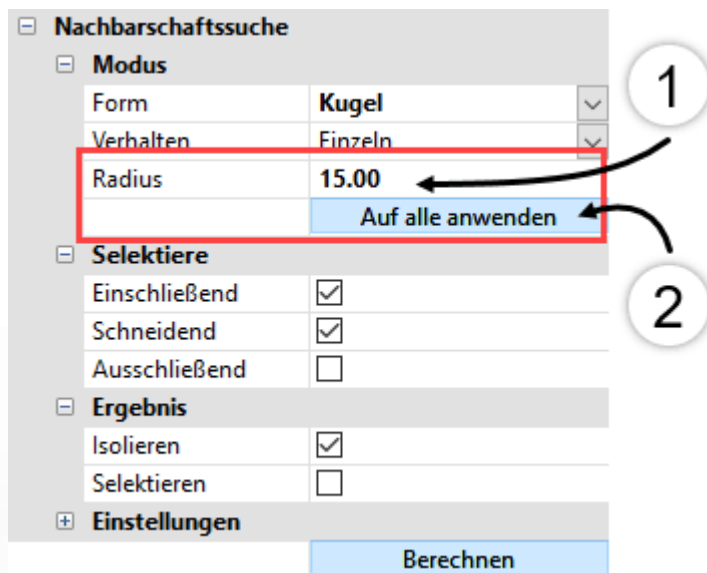 Nachbarschaftssuche
Modus
Form Kugel
1
Verhalten Einzeln
Radius 15.00
Auf alle anwenden
Selektiere
Einschließend
2
Schneidend
Ausschließend
Ergebnis
Isolieren
Selektieren
Einstellungen
Berechnen